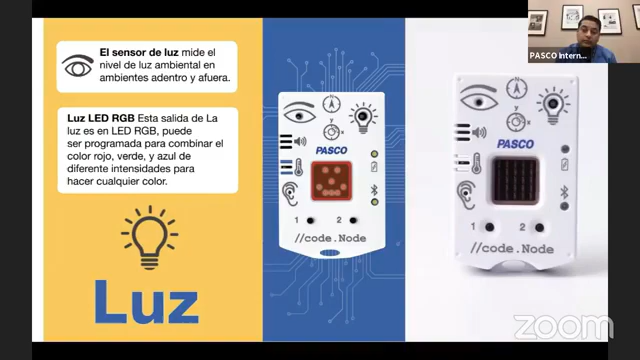 El sensor de luz mide el
nivel de luz ambiental en
ambientes adentro y afuera.
Luz LED RGB Esta salida de La
luz es en LED RGB, puede
ser programada para combinar el
color rojo, verde, y azul de
diferente intensidades para
hacer cualquier color.
Luz
N
y
x
PASCO
1 2
//code.Node
N
y
x
PASCO
1 2
//code.Node
PASCO Intern...
zoom